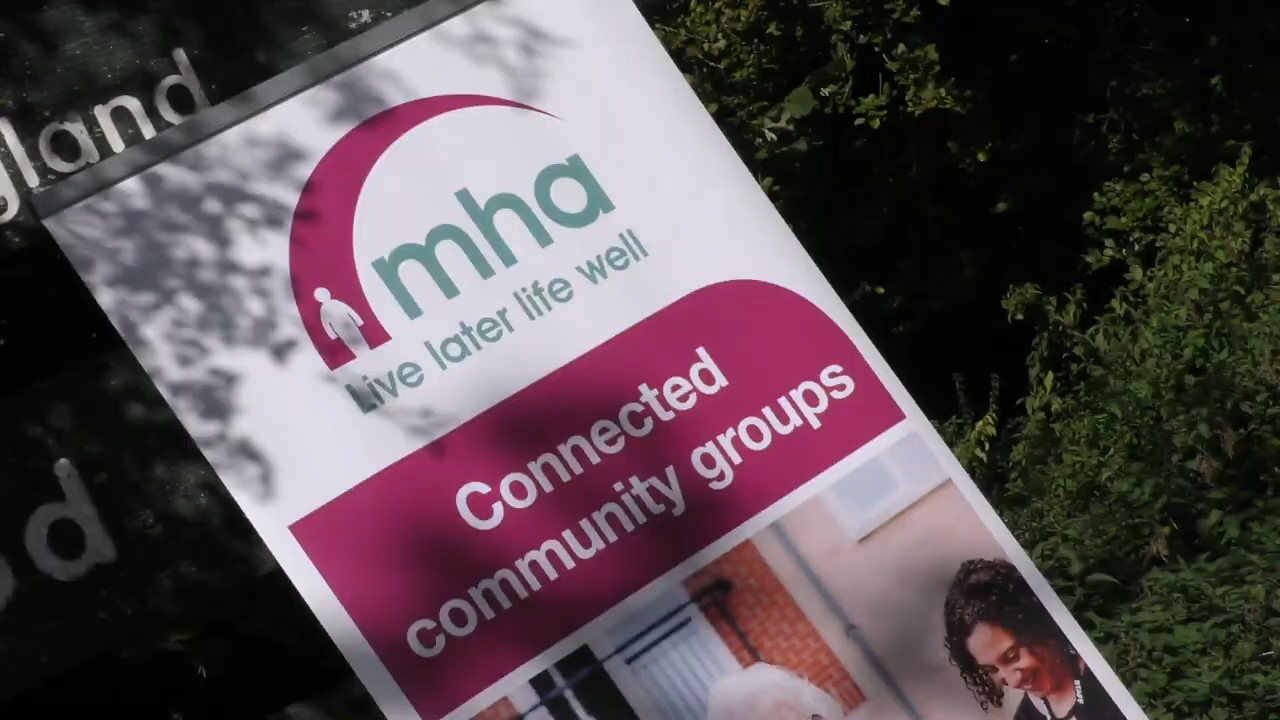 gland
d
mha
Live later life well
Connected
community groups